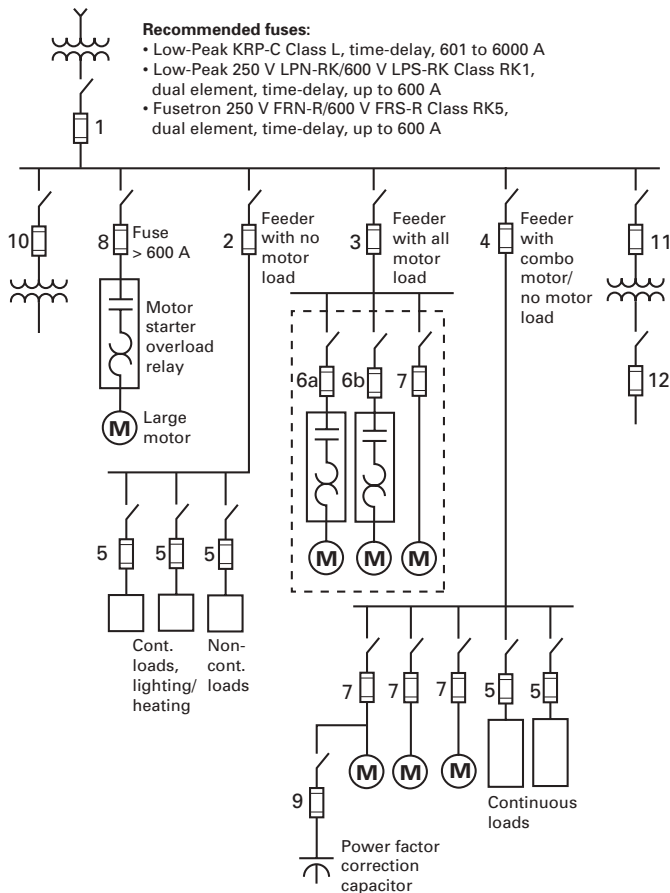 Recommended fuses:
• Low-Peak KRP-C Class L, time-delay, 601 to 6000 A
• Low-Peak 250 V LPN-RK/600 V LPS-RK Class RK1,
dual element, time-delay, up to 600 A
• Fusetron 250 V FRN-R/600 V FRS-R Class RK5,
dual element, time-delay, up to 600 A
1
10
8
Fuse
> 600 A
2
Feeder
with no
motor
load
3
Feeder
with all
motor
load
4
Feeder
with
combo
motor/
no motor
load
11
12
Motor
starter
overload
relay
M
Large
motor
6a
6b
7
M
M
M
5
5
5
Cont.
loads,
lighting/
heating
Non-
cont.
loads
7
7
7
5
5
M
M
M
Continuous
loads
9
Power factor
correction
capacitor